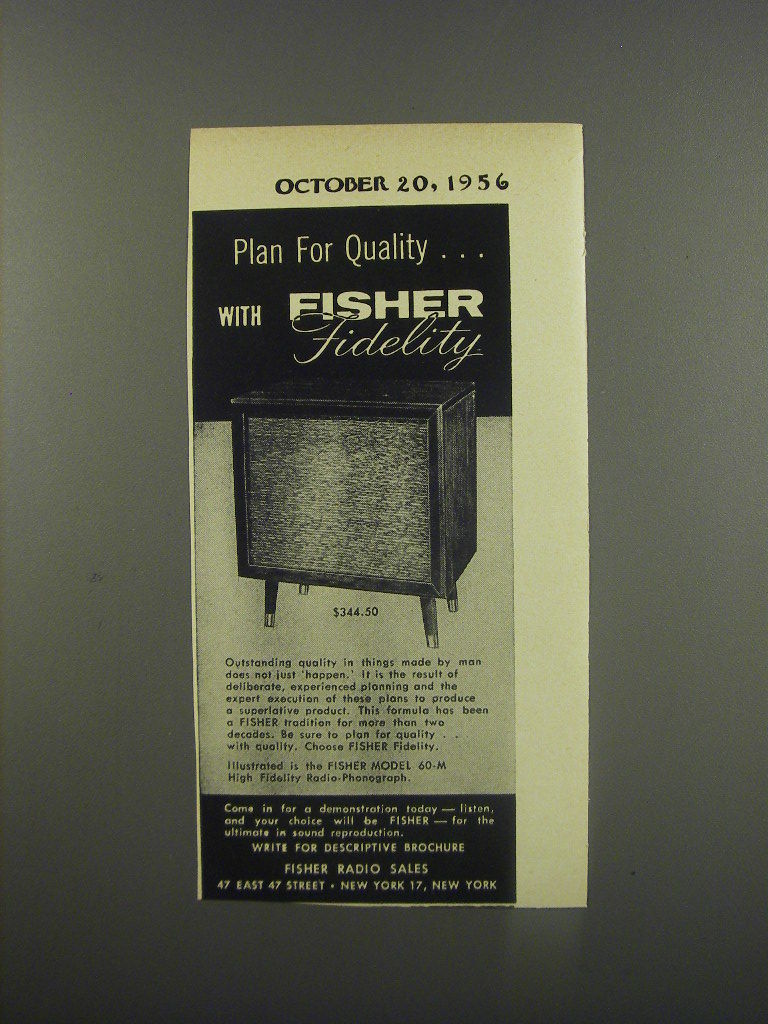 OCTOBER 20, 1956
Plan For Quality . . .
WITH FISHER
Fidelity
$344.50
Outstanding quality in things made by man
does not just 'happen.' It is the result of
deliberate, experienced planning and the
expert execution of these plans to produce
a superlative product. This formula has been
a FISHER tradition for more than two
decades. Be sure to plan for quality . .
with quality. Choose FISHER Fidelity.
Illustrated is the FISHER MODEL 60-M
High Fidelity Radio-Phonograph.
Come in for a demonstration today — listen,
and your choice will be FISHER — for the
ultimate in sound reproduction.
WRITE FOR DESCRIPTIVE BROCHURE
FISHER RADIO SALES
47 EAST 47 STREET • NEW YORK 17, NEW YORK